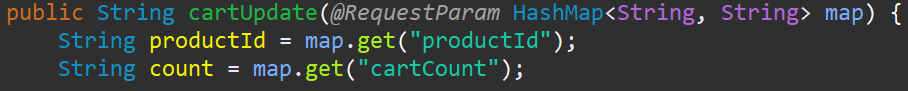 public String cartUpdate(@RequestParam HashMap<String, String> map) {
String productId = map.get("productId");
String count = map.get("cartCount");